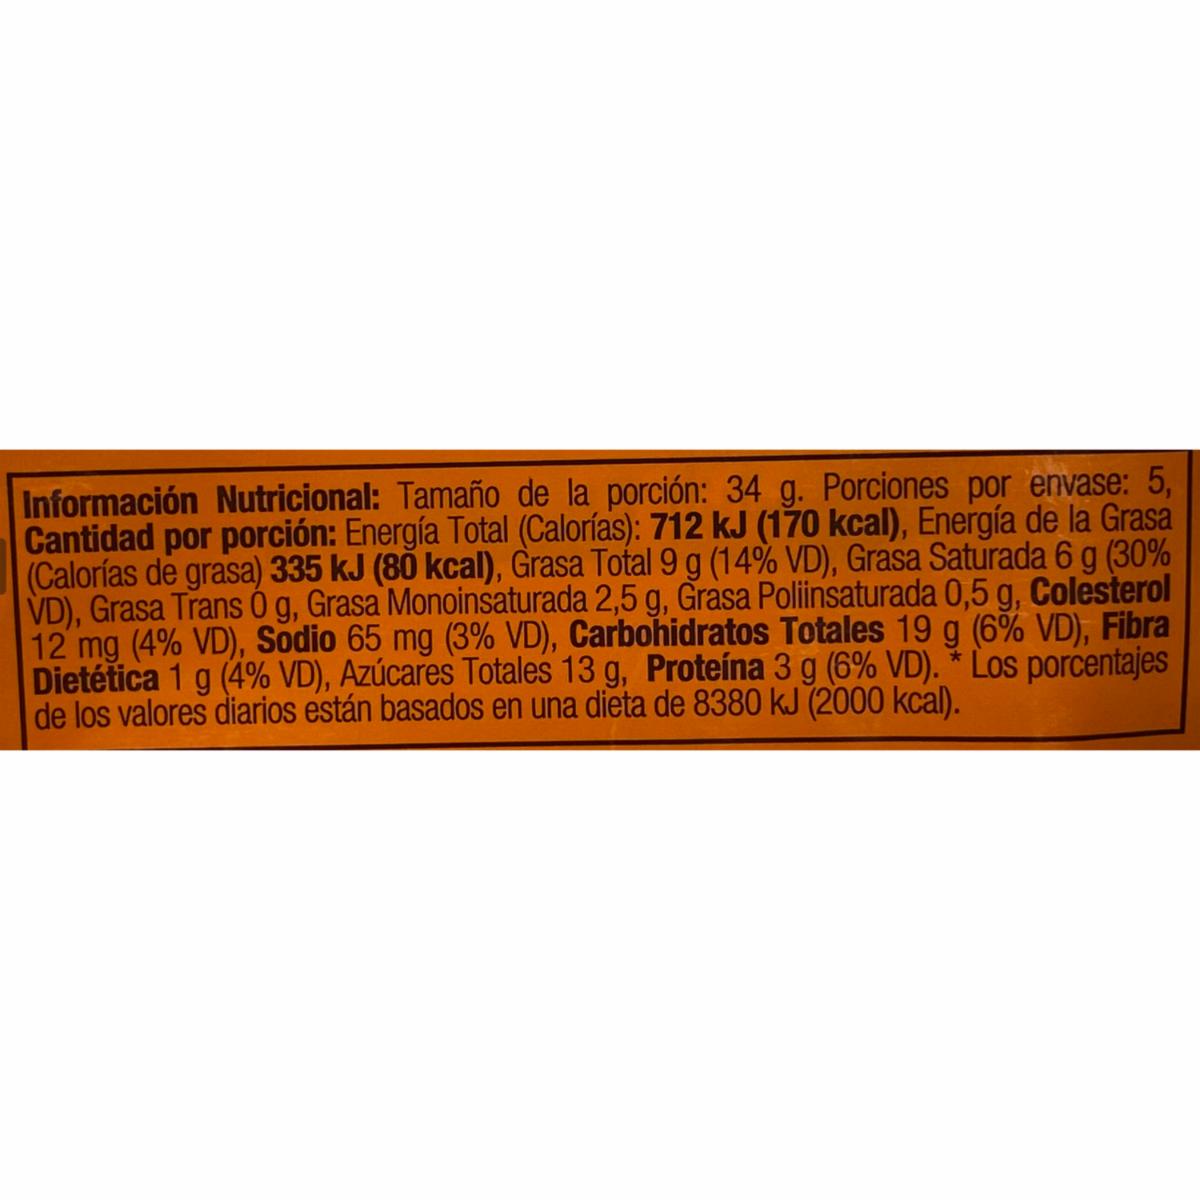 Información Nutricional: Tamaño de la porción: 34 g. Porciones por envase: 5,
Cantidad por porción: Energía Total (Calorías): 712 kJ (170 kcal), Energía de la Grasa
(Calorías de grasa) 335 kJ (80 kcal), Grasa Total 9 g (14% VD), Grasa Saturada 6 g (30%
VD), Grasa Trans 0 g, Grasa Monoinsaturada 2,5 g, Grasa Poliinsaturada 0,5 g, Colesterol
12 mg (4% VD), Sodio 65 mg (3% VD), Carbohidratos Totales 19 g (6% VD), Fibra
Dietética 1 g (4% VD), Azúcares Totales 13 g, Proteína 3 g (6% VD). * Los porcentajes
de los valores diarios están basados en una dieta de 8380 kJ (2000 kcal).